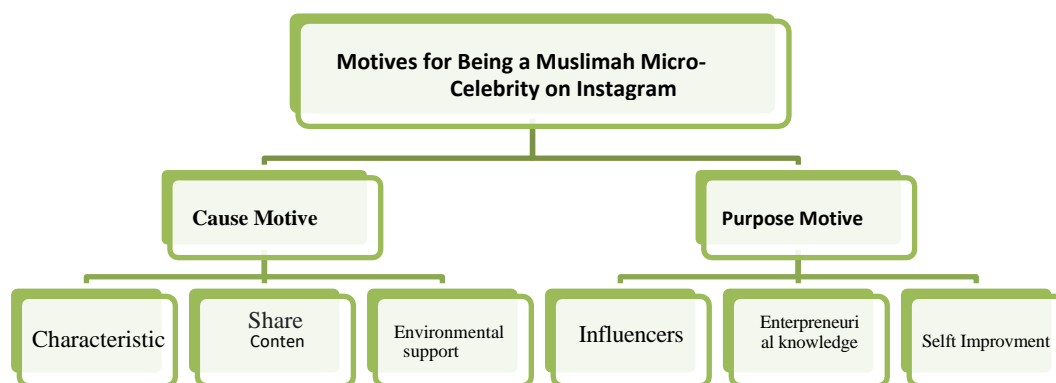 Motives for Being a Muslimah Micro-
Celebrity on Instagram
Cause Motive
Purpose Motive
Characteristic
Share
Conten
Environmental
support
Influencers
Enterpreneuri
al knowledge
Selft Improvment